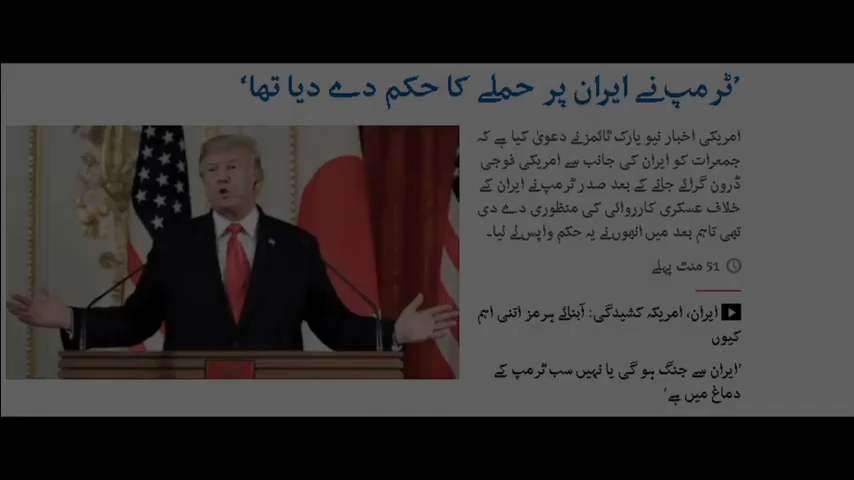 ’ٹرمپ نے ایران پر حملے کا حکم دے دیا تھا‘
امریکی اخبار نیو یارک ٹائمز نے دعویٰ کیا ہے کہ
جمعرات کو ایران کی جانب سے امریکی فوجی
ڈرون گرائے جانے کے بعد صدر ٹرمپ نے ایران کے
خلاف عسکری کارروائی کی منظوری دے دی
تھی تاہم بعد میں انھوں نے یہ حکم واپس لے لیا۔
51 منٹ پہلے
ایران، امریکہ کشیدگی: آبنائے ہرمز اتنی اہم
کیوں
’ایران سے جنگ ہو گی یا نہیں سب ٹرمپ کے
دماغ میں ہے‘